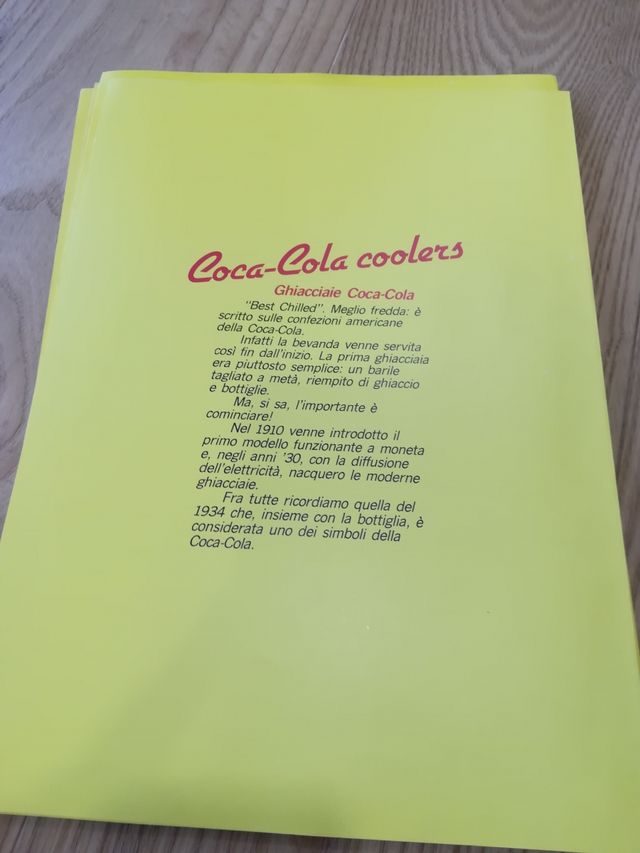 Coca-Cola coolers
Ghiacciaie Coca-Cola
"Best Chilled". Meglio fredda: è
scritto sulle confezioni americane
della Coca-Cola.
Infatti la bevanda venne servita
così fin dall'inizio. La prima ghiacciaia
era piuttosto semplice: un barile
tagliato a metà, riempito di ghiaccio
e bottiglie.
Ma, si sa, l'importante è
cominciare!
Nel 1910 venne introdotto il
primo modello funzionante a moneta
e, negli anni '30, con la diffusione
dell'elettricità, nacquero le moderne
ghiacciaie.
Fra tutte ricordiamo quella del
1934 che, insieme con la bottiglia, è
considerata uno dei simboli della
Coca-Cola.